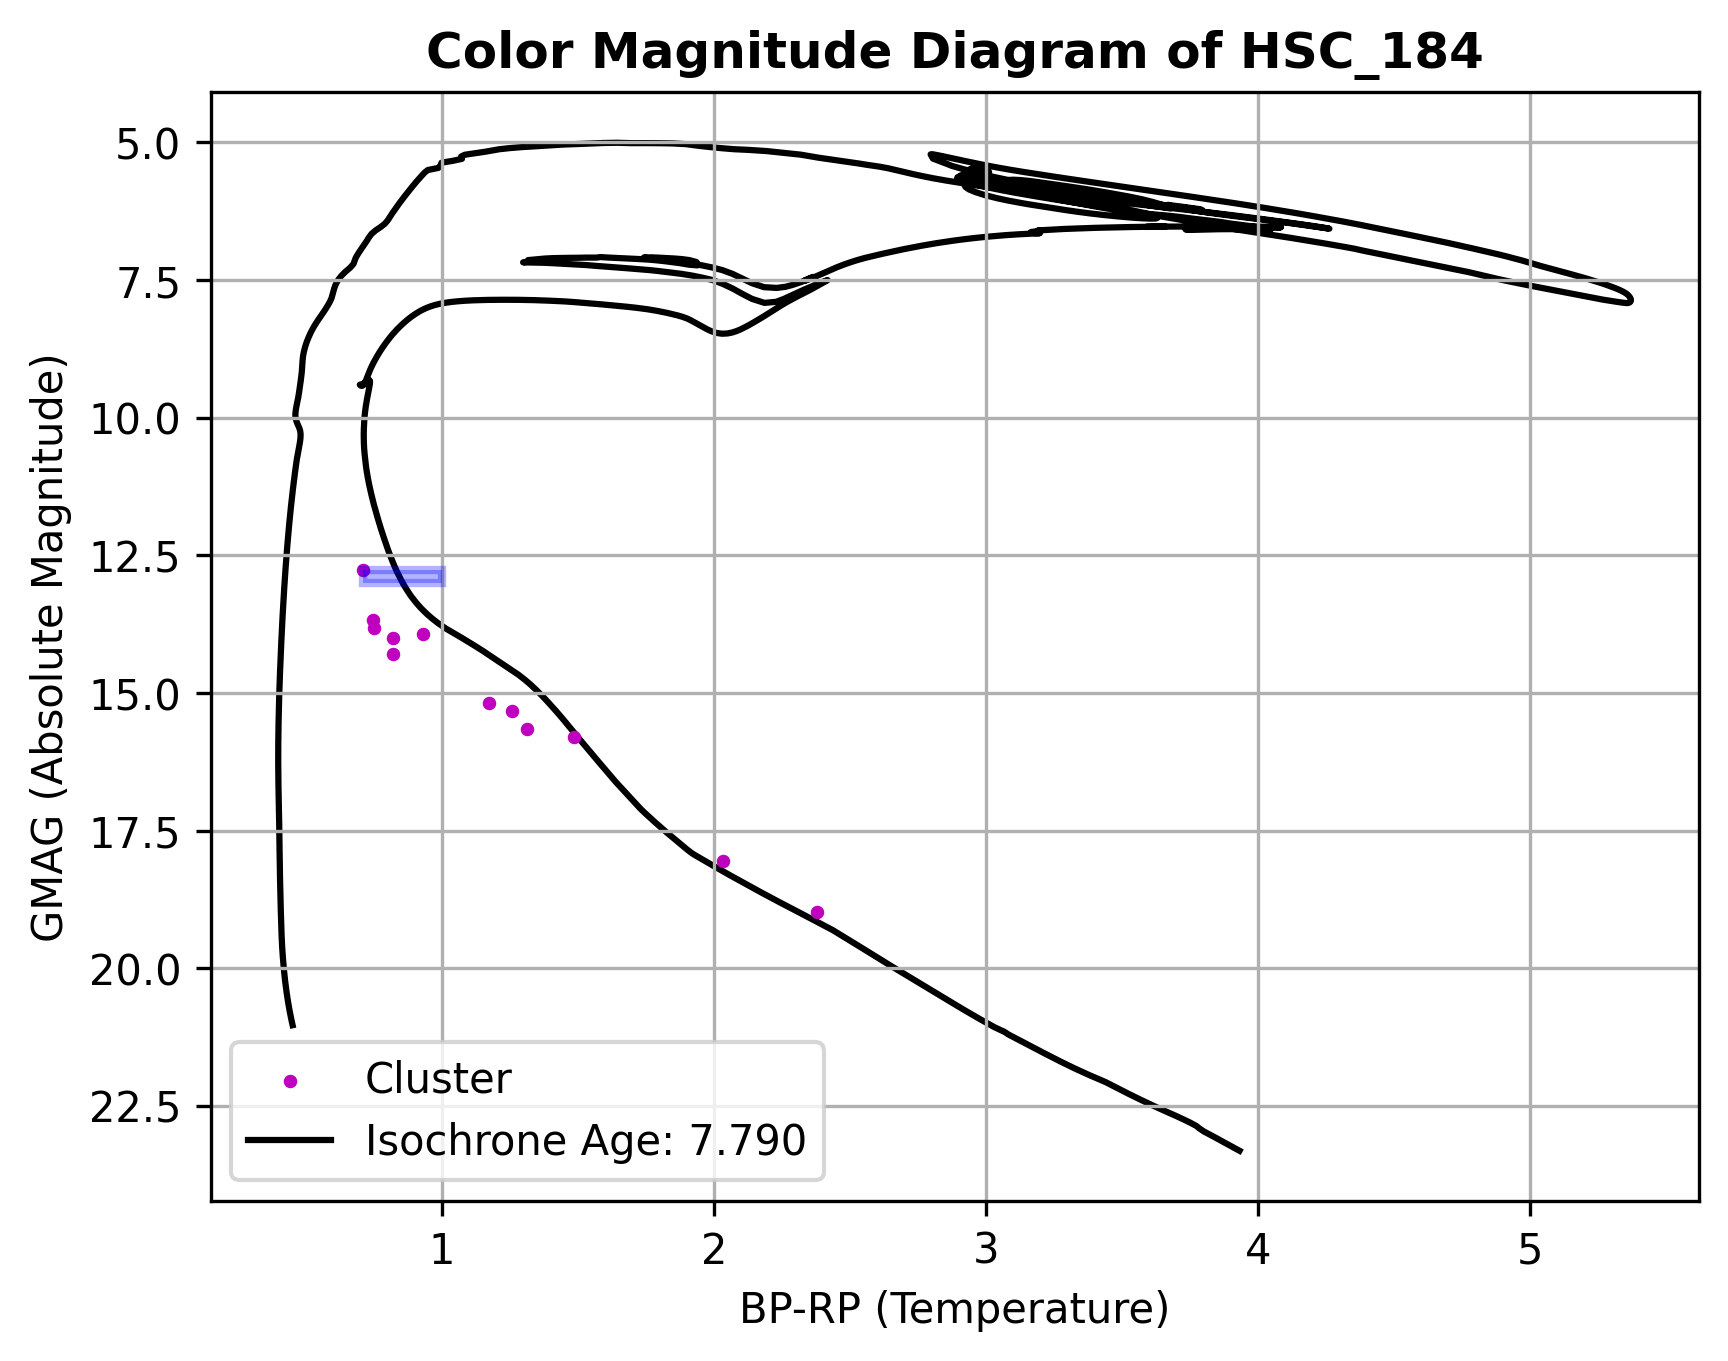 Color Magnitude Diagram of HSC_184
GMAG (Absolute Magnitude)
5.0
7.5
10.0
12.5
15.0
17.5
20.0
22.5
Cluster
Isochrone Age: 7.790
1 2 3 4 5
BP-RP (Temperature)